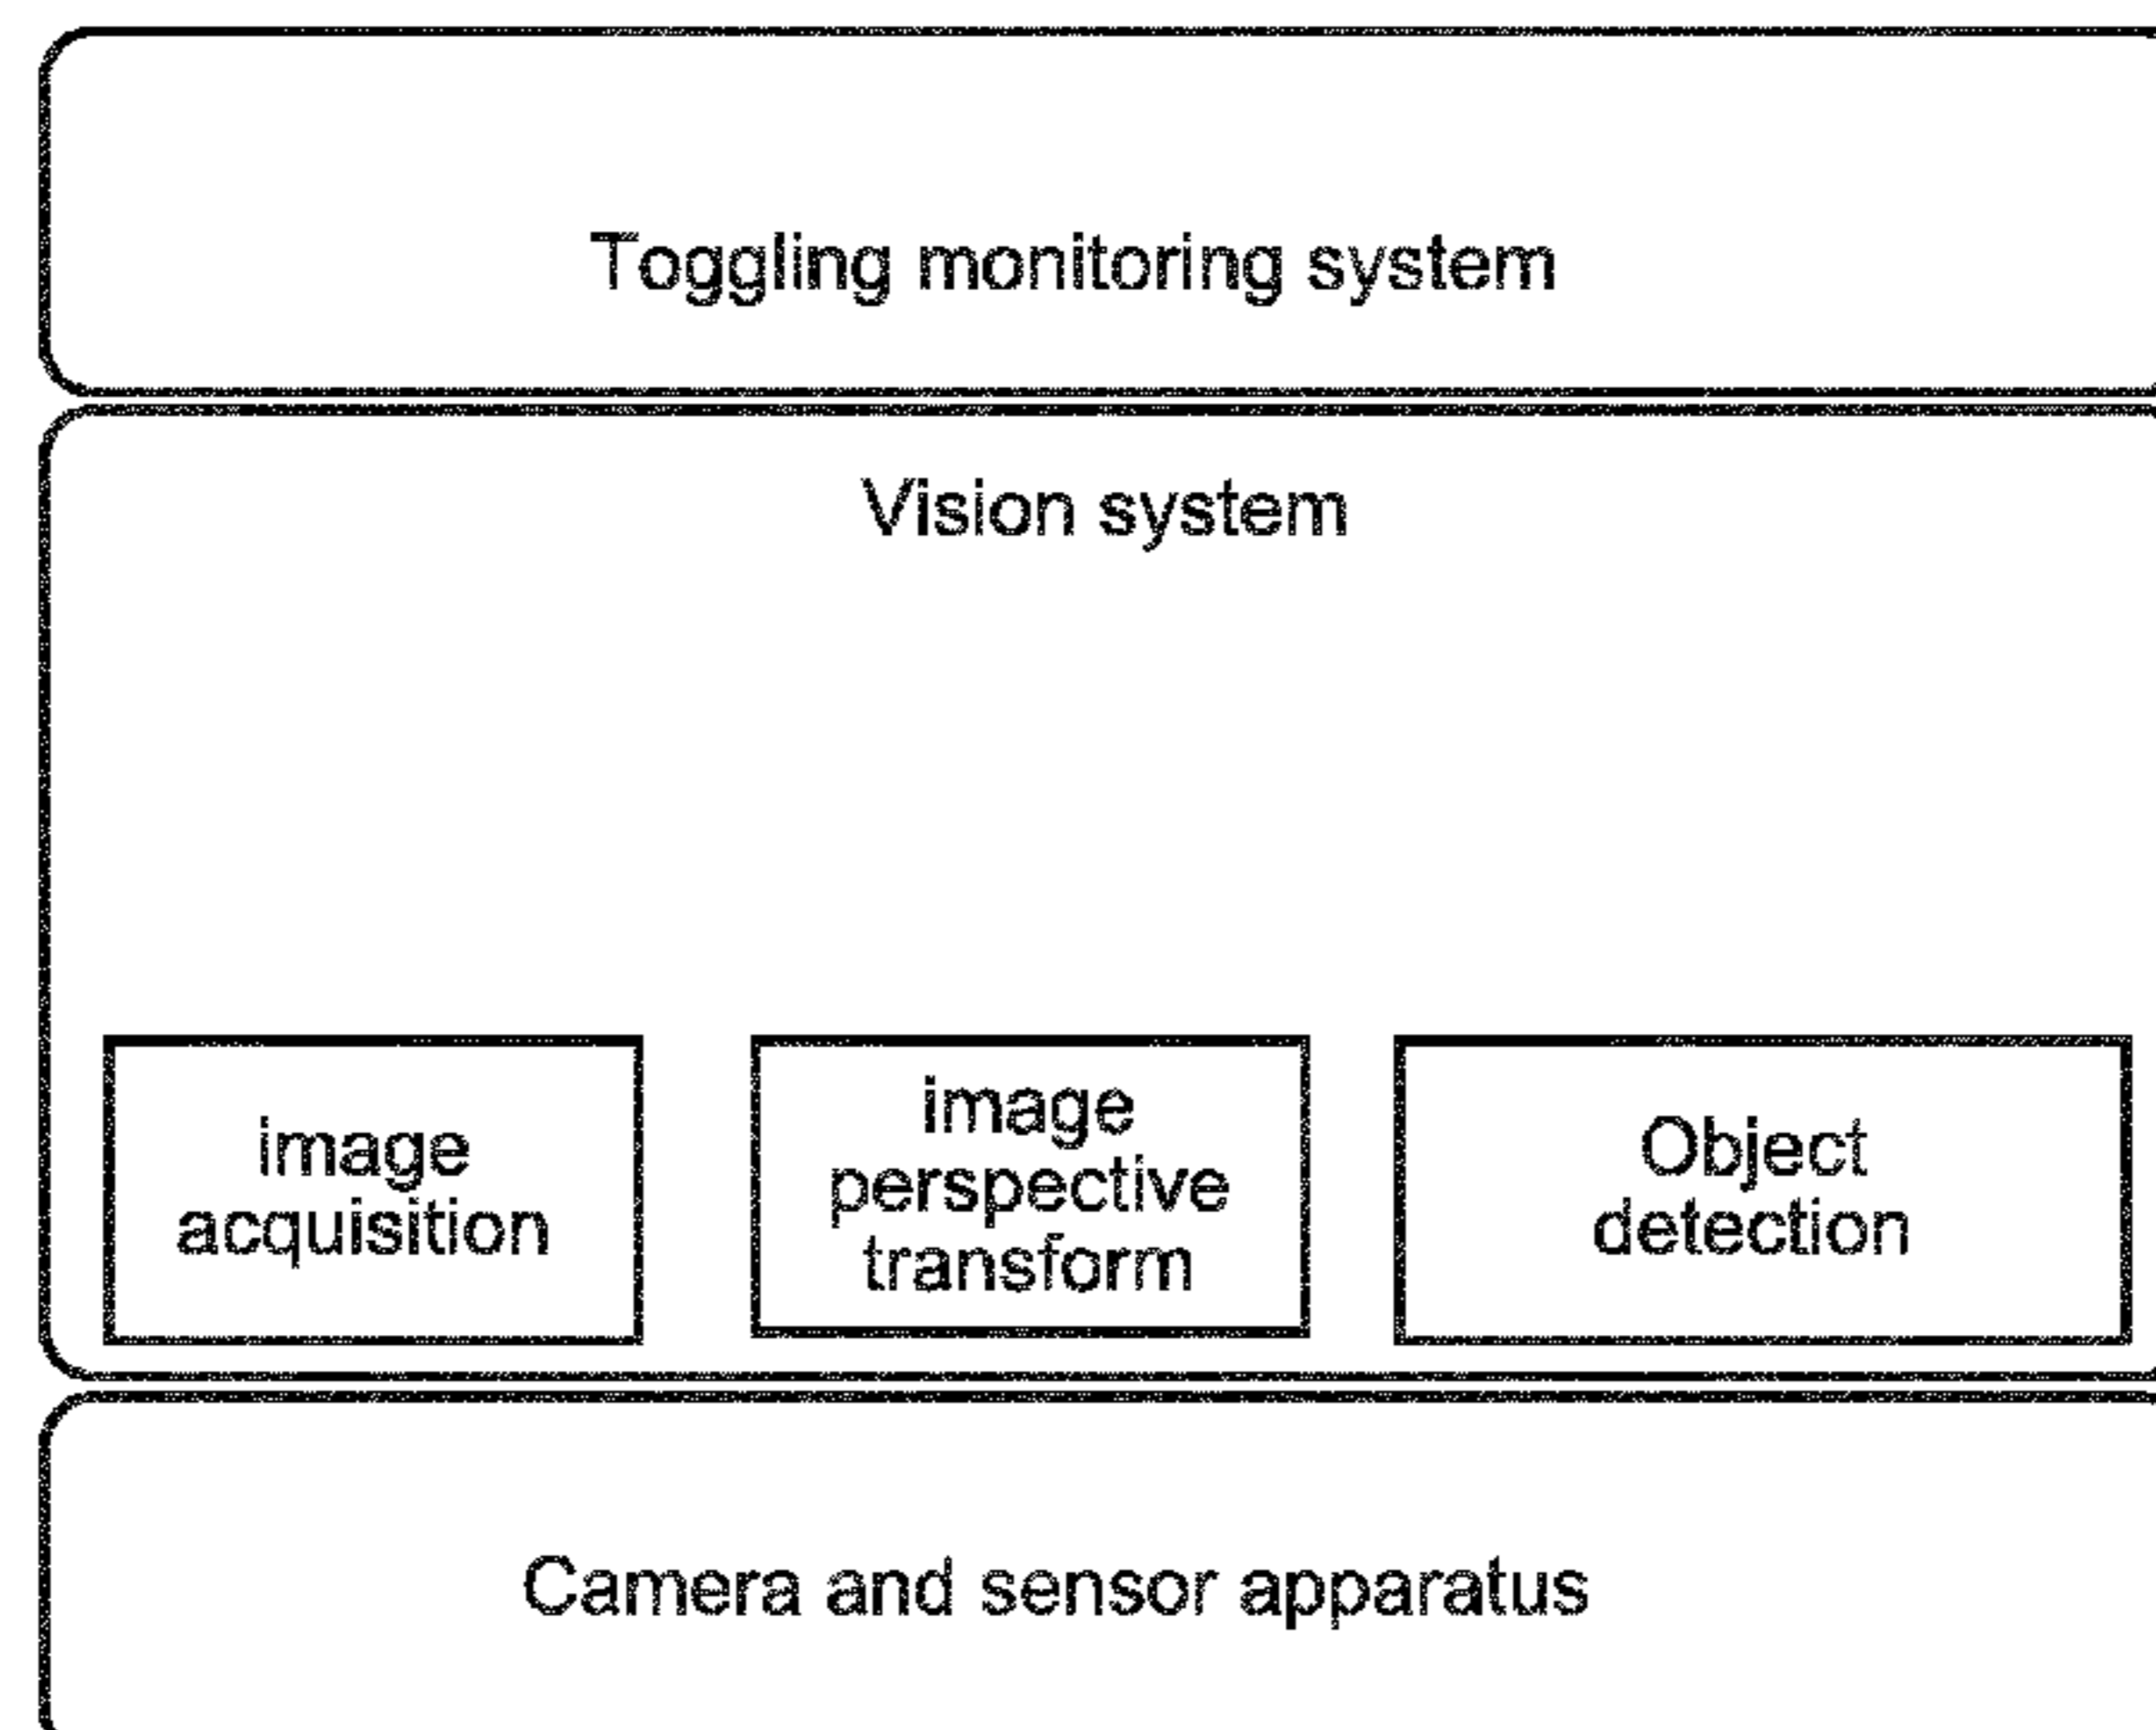 Toggling monitoring system
Vision system
image
acquisition
image
perspective
transform
Object
detection
Camera and sensor apparatus